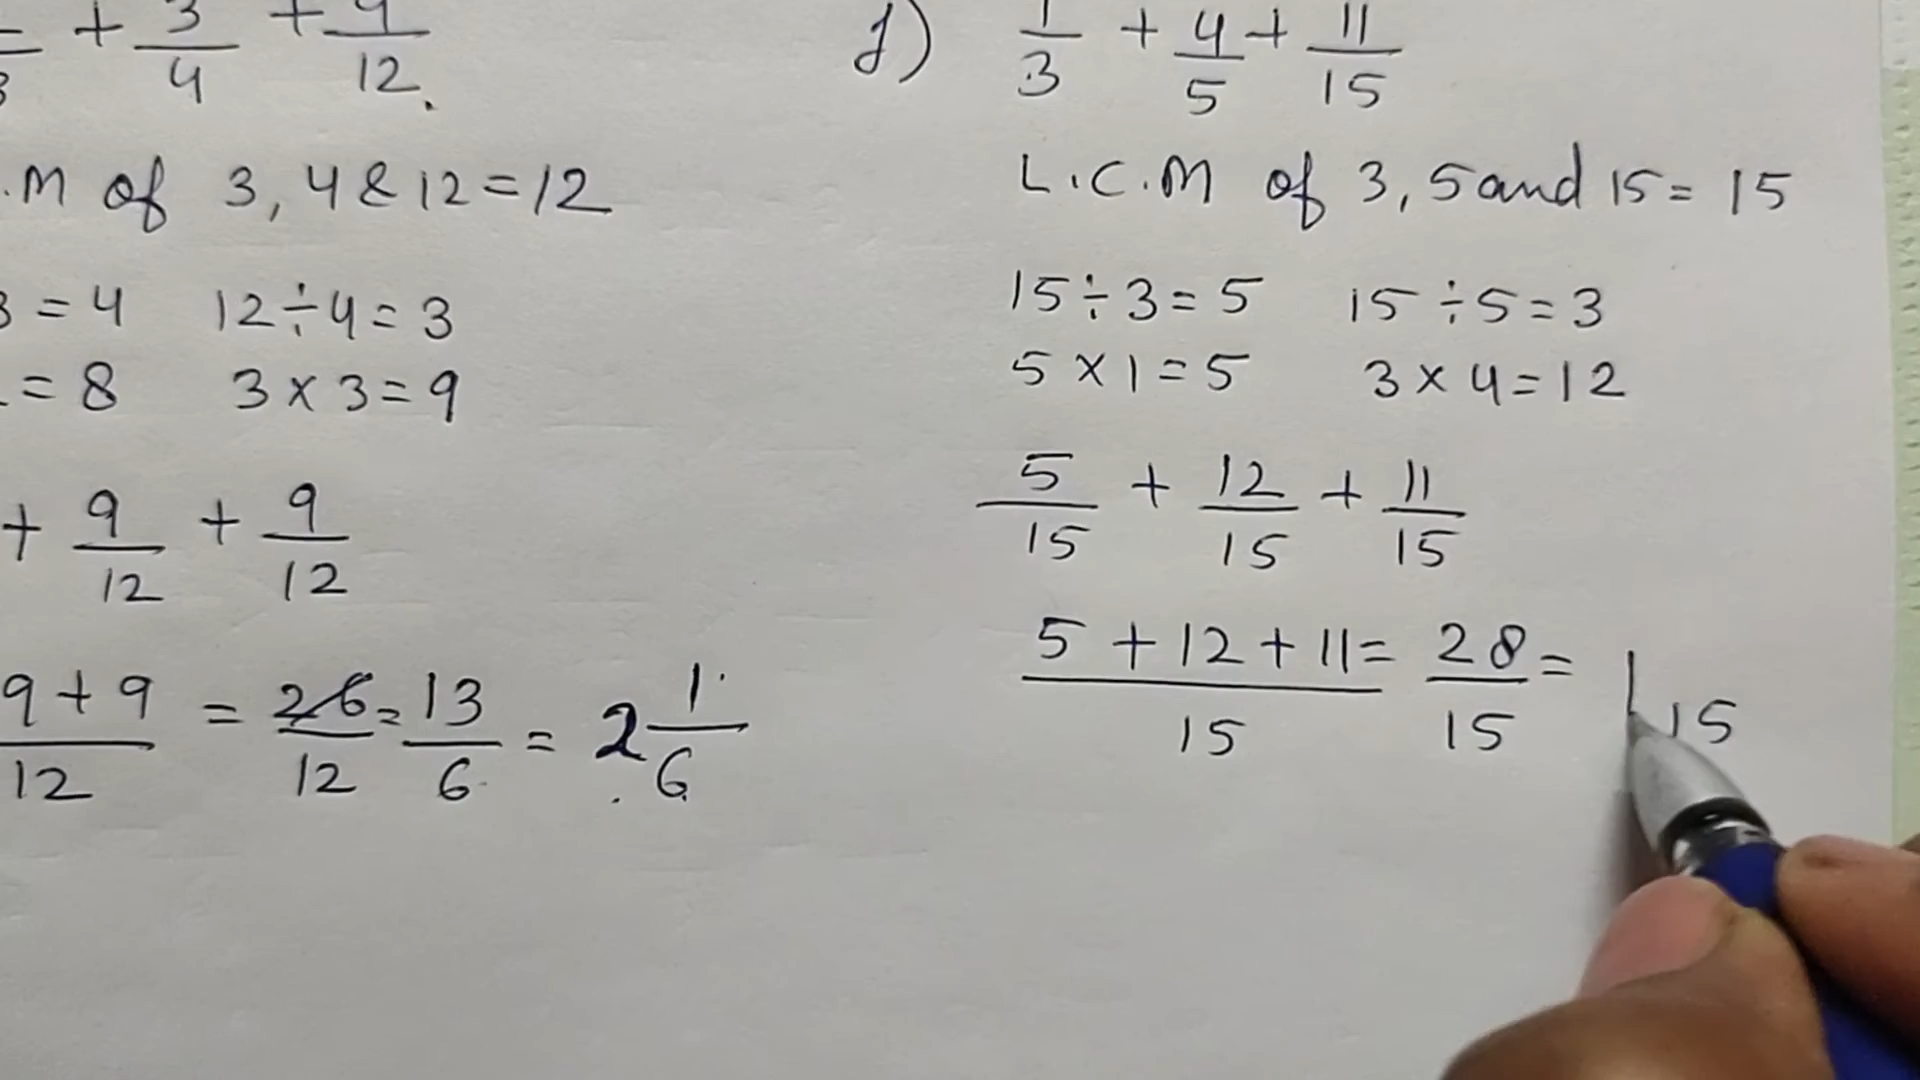 + 3/4 + 9/12.
.M of 3, 4 & 12 = 12
3 = 4 12 ÷ 4 = 3
= 8 3 x 3 = 9
+ 9/12 + 9/12
9 + 9/12 = 26/12 = 13/6 = 2 1/6
f) 1/3 + 4/5 + 11/15
L.C.M of 3, 5 and 15 = 15
15 ÷ 3 = 5 15 ÷ 5 = 3
5 x 1 = 5 3 x 4 = 12
5/15 + 12/15 + 11/15
5 + 12 + 11/15 = 28/15 = 1 15